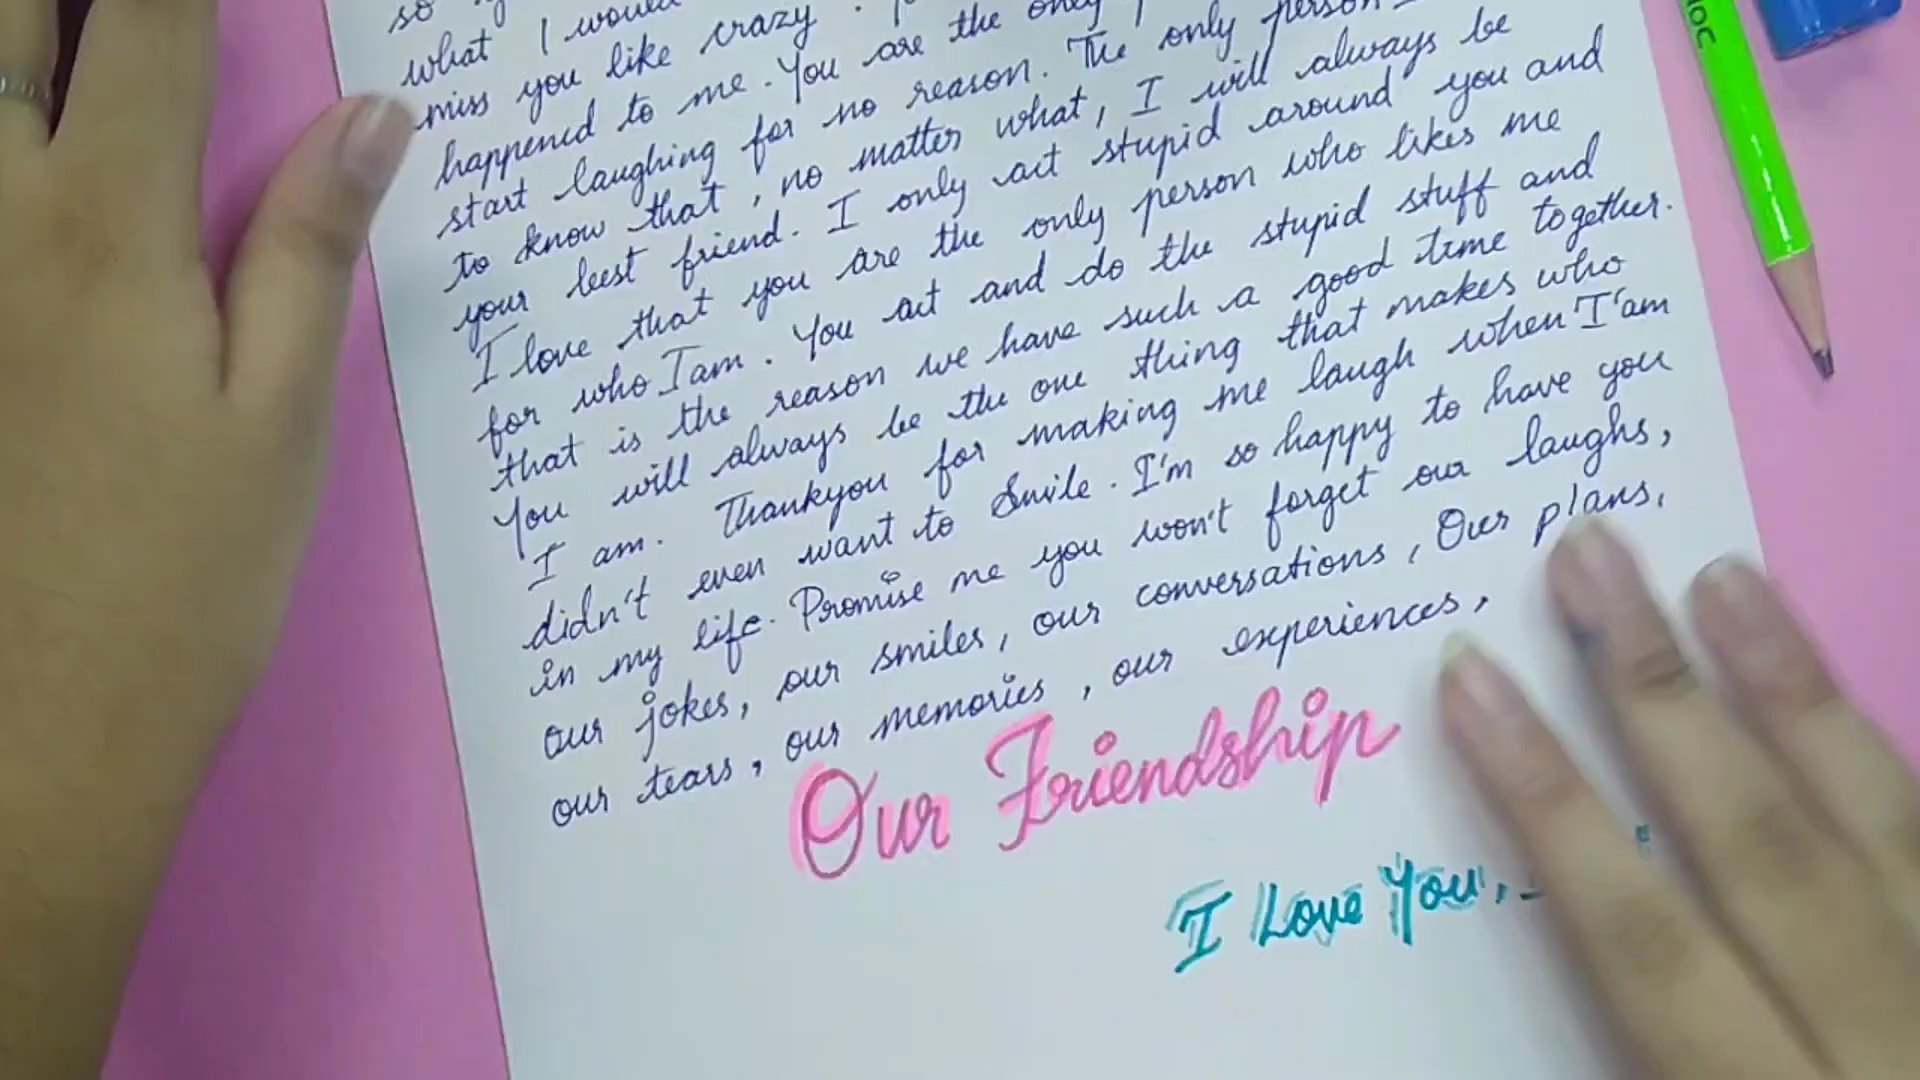 so
what I would
miss you like crazy.
happened to me. You are the only
start laughing for no reason. The only person
to know that, no matter what, I will always be
your best friend. I only act stupid around you and
I love that you are the only person who likes me
for who I am. You act and do the stupid stuff and
that is the reason we have such a good time together.
You will always be the one thing that makes who
I am. Thankyou for making me laugh when I'am
didn't even want to Smile. I'm so happy to have you
in my life. Promise me you won't forget our laughs,
our jokes, our smiles, our conversations, Our plans,
our tears, our memories, our experiences,
Our Friendship
I Love You,